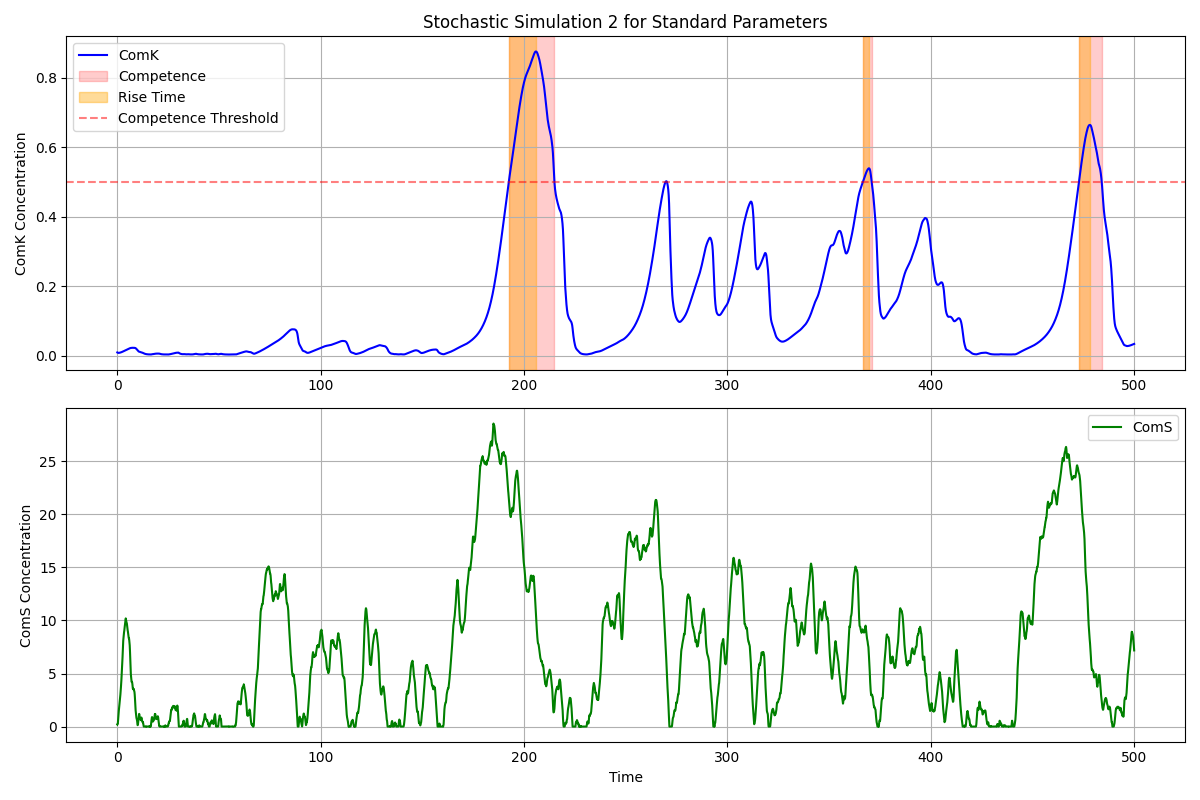 Stochastic Simulation 2 for Standard Parameters
ComK
Competence
Rise Time
Competence Threshold
ComK Concentration
0.8
0.6
0.4
0.2
0.0
0 100 200 300 400 500
ComS
ComS Concentration
25
20
15
10
5
0
0 100 200 300 400 500
Time